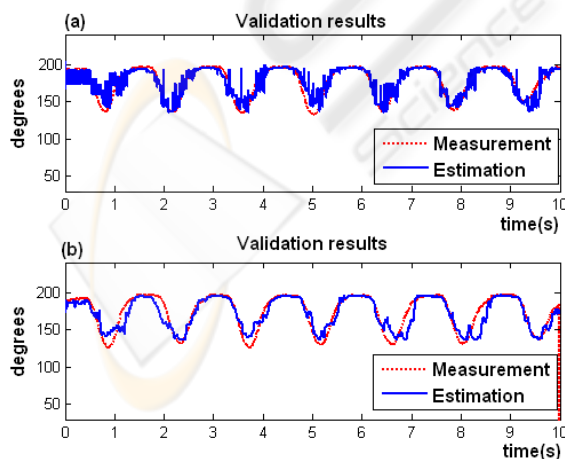 (a) Validation results
degrees
200
150
100
50
0 1 2 3 4 5 6 7 8 9 10
time(s)
Measurement
Estimation
(b) Validation results
degrees
200
150
100
50
0 1 2 3 4 5 6 7 8 9 10
time(s)
Measurement
Estimation